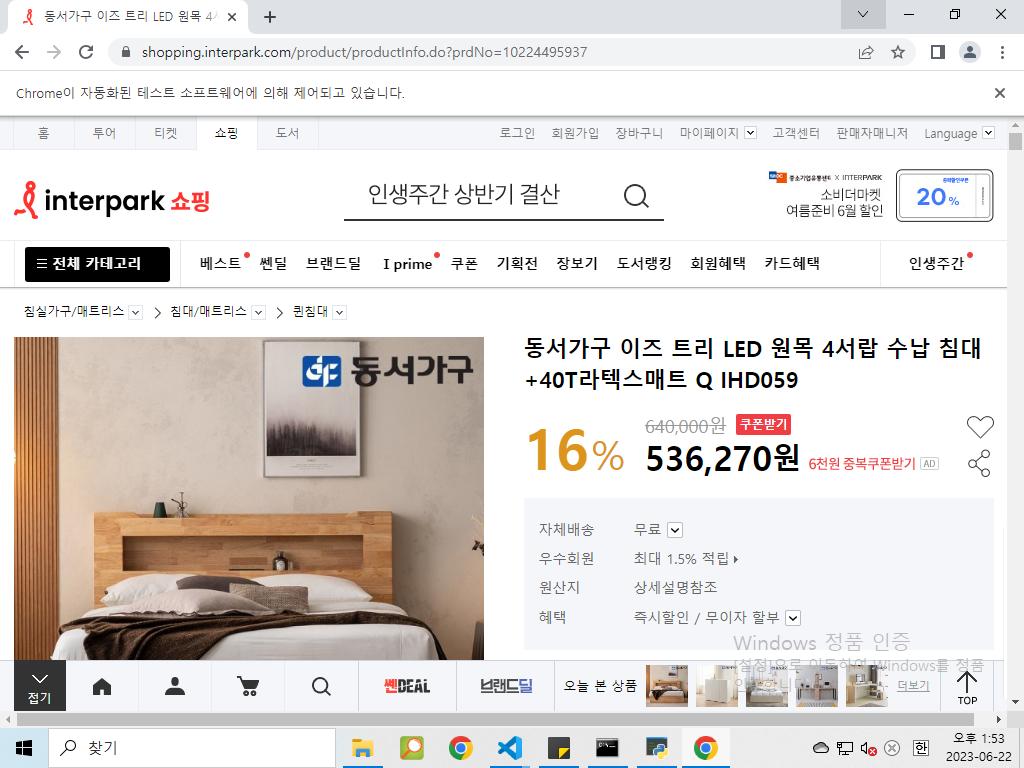 동서가구 이즈 트리 LED 원목 4
shopping.interpark.com/product/productInfo.do?prdNo=10224495937
Chrome이 자동화된 테스트 소프트웨어에 의해 제어되고 있습니다.
홈 투어 티켓 쇼핑 도서 로그인 회원가입 장바구니 마이페이지 고객센터 판매자매니저 Language
interpark 쇼핑
인생주간 상반기 결산
중소기업유통센터 X INTERPARK
소비더마켓
여름준비 6월 할인
중복할인쿠폰
20%
전체 카테고리 베스트 쎈딜 브랜드딜 I prime 쿠폰 기획전 장보기 도서랭킹 회원혜택 카드혜택 인생주간
침실가구/매트리스 침대/매트리스 퀸침대
동서가구
동서가구 이즈 트리 LED 원목 4서랍 수납 침대
+40T라텍스매트 Q IHD059
640,000원 쿠폰받기
16% 536,270원 6천원 중복쿠폰받기 AD
자체배송 무료
우수회원 최대 1.5% 적립
원산지 상세설명참조
혜택 즉시할인 / 무이자 할부
Windows 정품 인증
[설정]으로 이동하여 Windows를 정품
접기 쎈DEAL 브랜드딜 오늘 본 상품 더보기 TOP
찾기
한
오후 1:53
2023-06-22